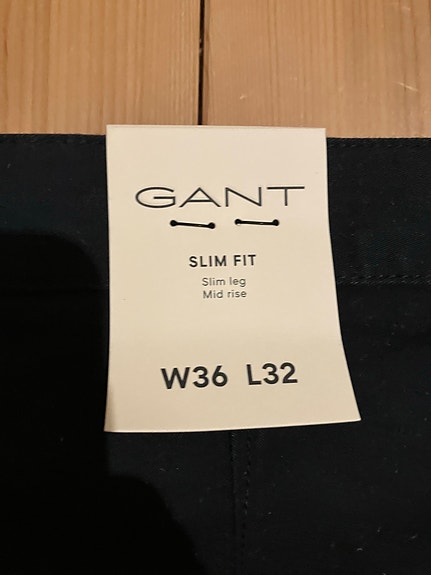 GANT
SLIM FIT
Slim leg
Mid rise
W36 L32